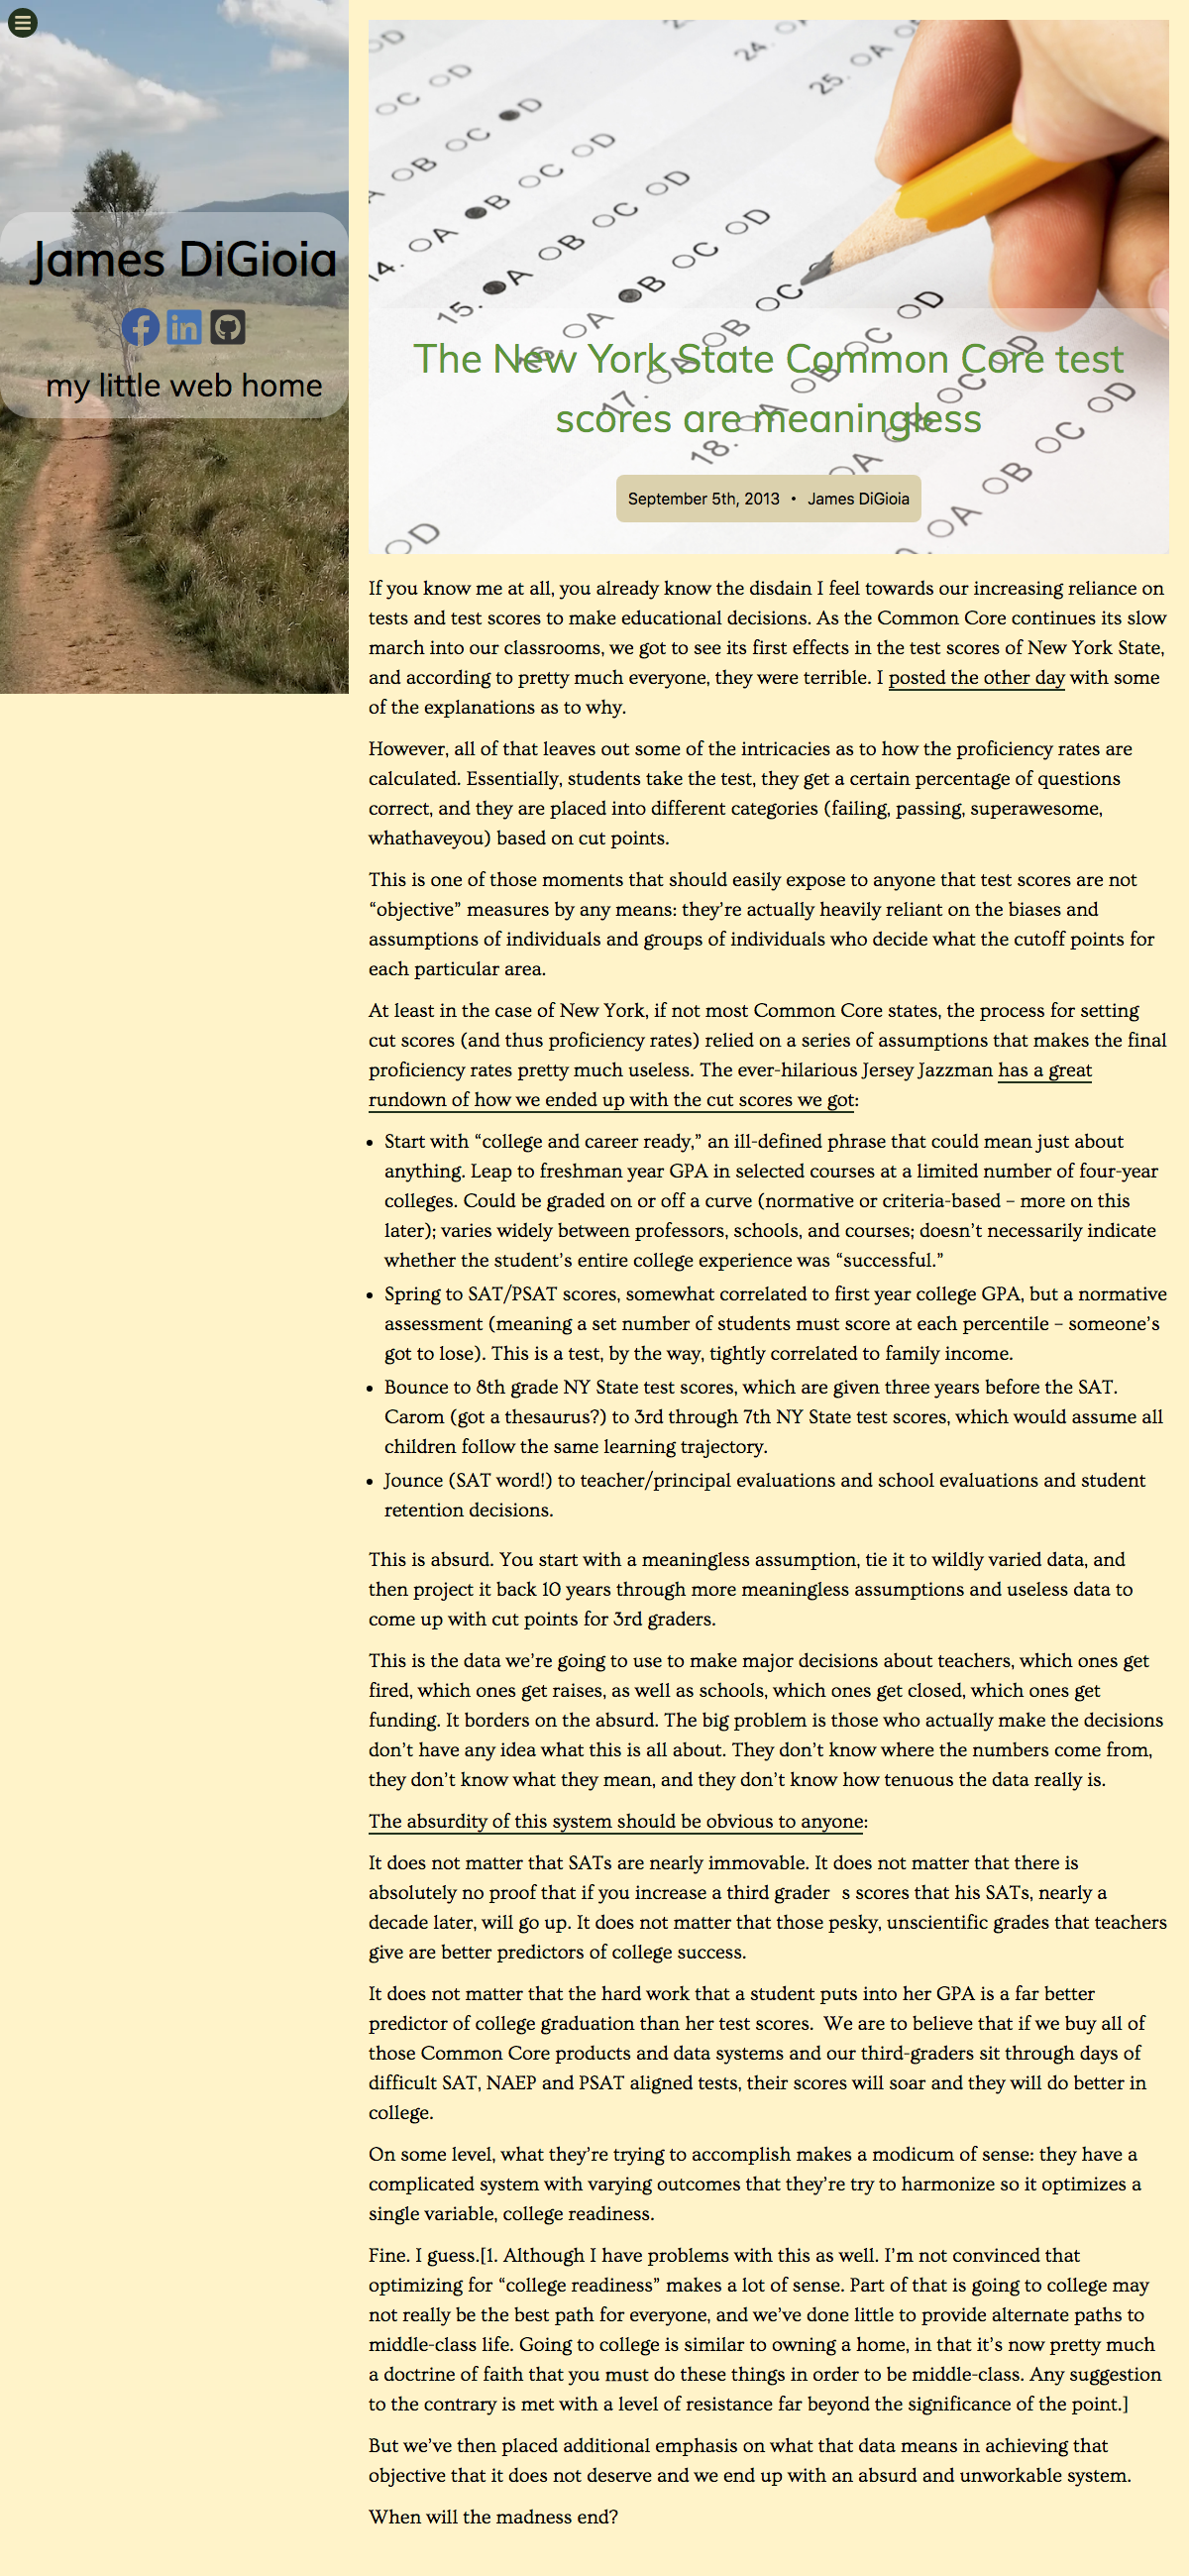 James DiGioia
my little web home
The New York State Common Core test
scores are meaningless
September 5th, 2013 • James DiGioia
If you know me at all, you already know the disdain I feel towards our increasing reliance on
tests and test scores to make educational decisions. As the Common Core continues its slow
march into our classrooms, we got to see its first effects in the test scores of New York State,
and according to pretty much everyone, they were terrible. I posted the other day with some
of the explanations as to why.
However, all of that leaves out some of the intricacies as to how the proficiency rates are
calculated. Essentially, students take the test, they get a certain percentage of questions
correct, and they are placed into different categories (failing, passing, superawesome,
whathaveyou) based on cut points.
This is one of those moments that should easily expose to anyone that test scores are not
“objective” measures by any means: they’re actually heavily reliant on the biases and
assumptions of individuals and groups of individuals who decide what the cutoff points for
each particular area.
At least in the case of New York, if not most Common Core states, the process for setting
cut scores (and thus proficiency rates) relied on a series of assumptions that makes the final
proficiency rates pretty much useless. The ever-hilarious Jersey Jazzman has a great
rundown of how we ended up with the cut scores we got:
• Start with “college and career ready,” an ill-defined phrase that could mean just about
anything. Leap to freshman year GPA in selected courses at a limited number of four-year
colleges. Could be graded on or off a curve (normative or criteria-based – more on this
later); varies widely between professors, schools, and courses; doesn’t necessarily indicate
whether the student’s entire college experience was “successful.”
• Spring to SAT/PSAT scores, somewhat correlated to first year college GPA, but a normative
assessment (meaning a set number of students must score at each percentile – someone’s
got to lose). This is a test, by the way, tightly correlated to family income.
• Bounce to 8th grade NY State test scores, which are given three years before the SAT.
Carom (got a thesaurus?) to 3rd through 7th NY State test scores, which would assume all
children follow the same learning trajectory.
• Jounce (SAT word!) to teacher/principal evaluations and school evaluations and student
retention decisions.
This is absurd. You start with a meaningless assumption, tie it to wildly varied data, and
then project it back 10 years through more meaningless assumptions and useless data to
come up with cut points for 3rd graders.
This is the data we’re going to use to make major decisions about teachers, which ones get
fired, which ones get raises, as well as schools, which ones get closed, which ones get
funding. It borders on the absurd. The big problem is those who actually make the decisions
don’t have any idea what this is all about. They don’t know where the numbers come from,
they don’t know what they mean, and they don’t know how tenuous the data really is.
The absurdity of this system should be obvious to anyone:
It does not matter that SATs are nearly immovable. It does not matter that there is
absolutely no proof that if you increase a third grader s scores that his SATs, nearly a
decade later, will go up. It does not matter that those pesky, unscientific grades that teachers
give are better predictors of college success.
It does not matter that the hard work that a student puts into her GPA is a far better
predictor of college graduation than her test scores. We are to believe that if we buy all of
those Common Core products and data systems and our third-graders sit through days of
difficult SAT, NAEP and PSAT aligned tests, their scores will soar and they will do better in
college.
On some level, what they’re trying to accomplish makes a modicum of sense: they have a
complicated system with varying outcomes that they’re try to harmonize so it optimizes a
single variable, college readiness.
Fine. I guess.[1. Although I have problems with this as well. I’m not convinced that
optimizing for “college readiness” makes a lot of sense. Part of that is going to college may
not really be the best path for everyone, and we’ve done little to provide alternate paths to
middle-class life. Going to college is similar to owning a home, in that it’s now pretty much
a doctrine of faith that you must do these things in order to be middle-class. Any suggestion
to the contrary is met with a level of resistance far beyond the significance of the point.]
But we’ve then placed additional emphasis on what that data means in achieving that
objective that it does not deserve and we end up with an absurd and unworkable system.
When will the madness end?